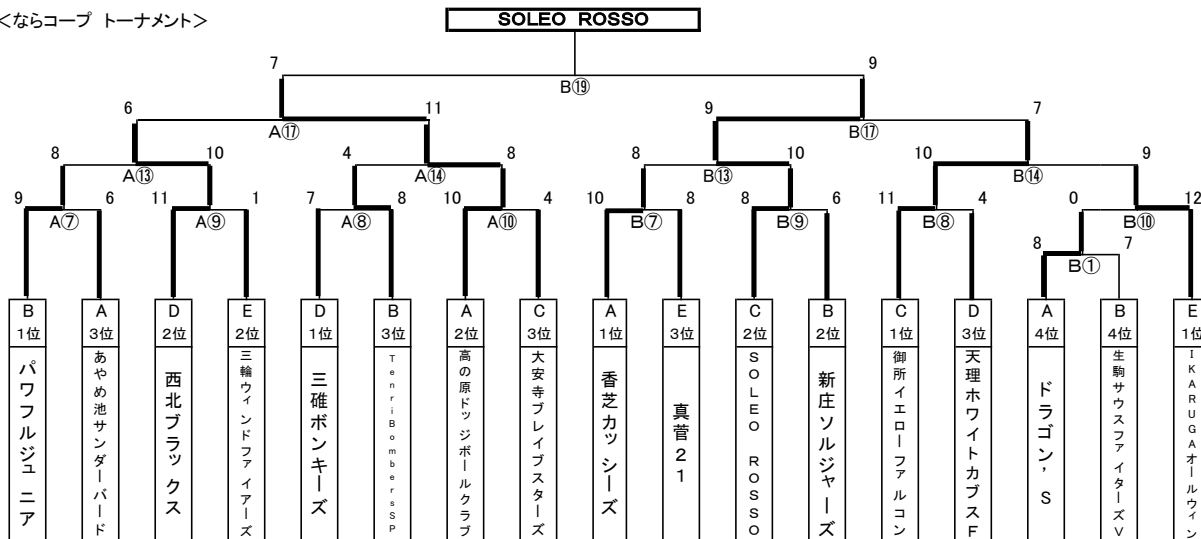 ＜ならコープ トーナメント＞
SOLEO ROSSO
7 9
B⑲
6 11 9 7
A⑰ B⑰
8 10 4 8 8 10 10 9
A⑬ A⑭ B⑬ B⑭
9 6 11 1 7 8 10 4 10 8 8 6 11 4 0 12
A⑦ A⑨ A⑧ A⑩ B⑦ B⑨ B⑧ B⑩
8 7
B①
B A D E D B A C A E C B C D A B E
1位 3位 2位 2位 1位 3位 2位 3位 1位 3位 2位 2位 1位 3位 4位 4位 1位
パワフルジュニア
あやめ池サンダーバード
西北ブラックス
三輪ウィンドファイアーズ
三碓ボンキーズ
TenriBombersSP
高の原ドッジボールクラブ
大安寺ブレイブスターズ
香芝カッシーズ
真菅21
SOLEO ROSSO
新庄ソルジャーズ
御所イエローファルコン
天理ホワイトカブスF
ドラゴン’S
生駒サウスファイターズV
IKARUGAオールウィン